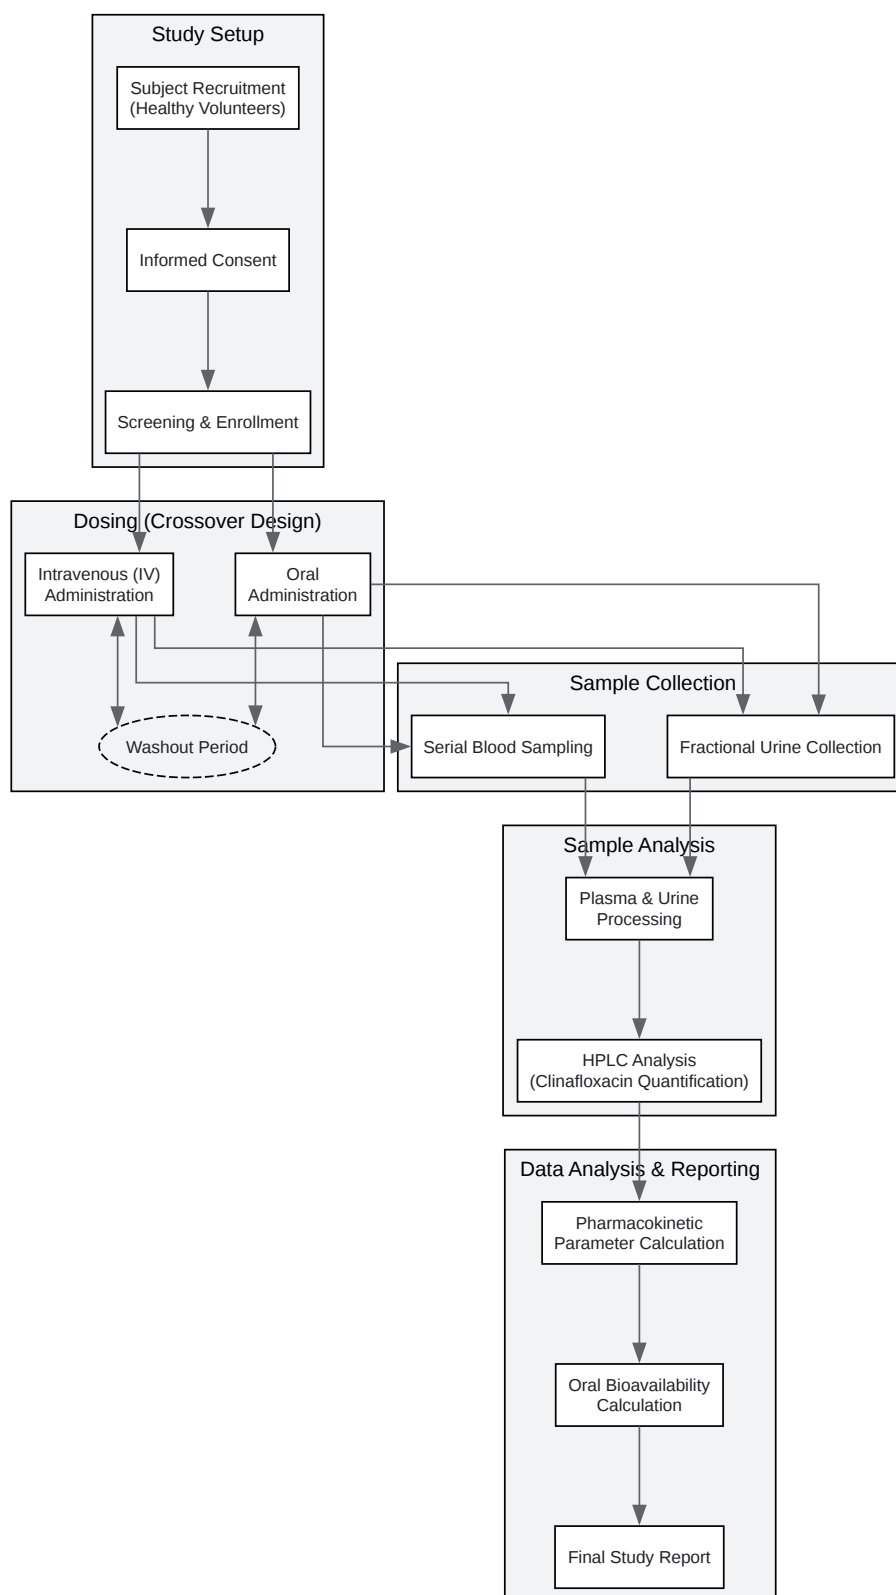 Study Setup
Subject Recruitment
(Healthy Volunteers)
Informed Consent
Screening & Enrollment
Dosing (Crossover Design)
Intravenous (IV)
Administration
Oral
Administration
Washout Period
Sample Collection
Serial Blood Sampling
Fractional Urine Collection
Sample Analysis
Plasma & Urine
Processing
HPLC Analysis
(Clinafloxacin Quantification)
Data Analysis & Reporting
Pharmacokinetic
Parameter Calculation
Oral Bioavailability
Calculation
Final Study Report